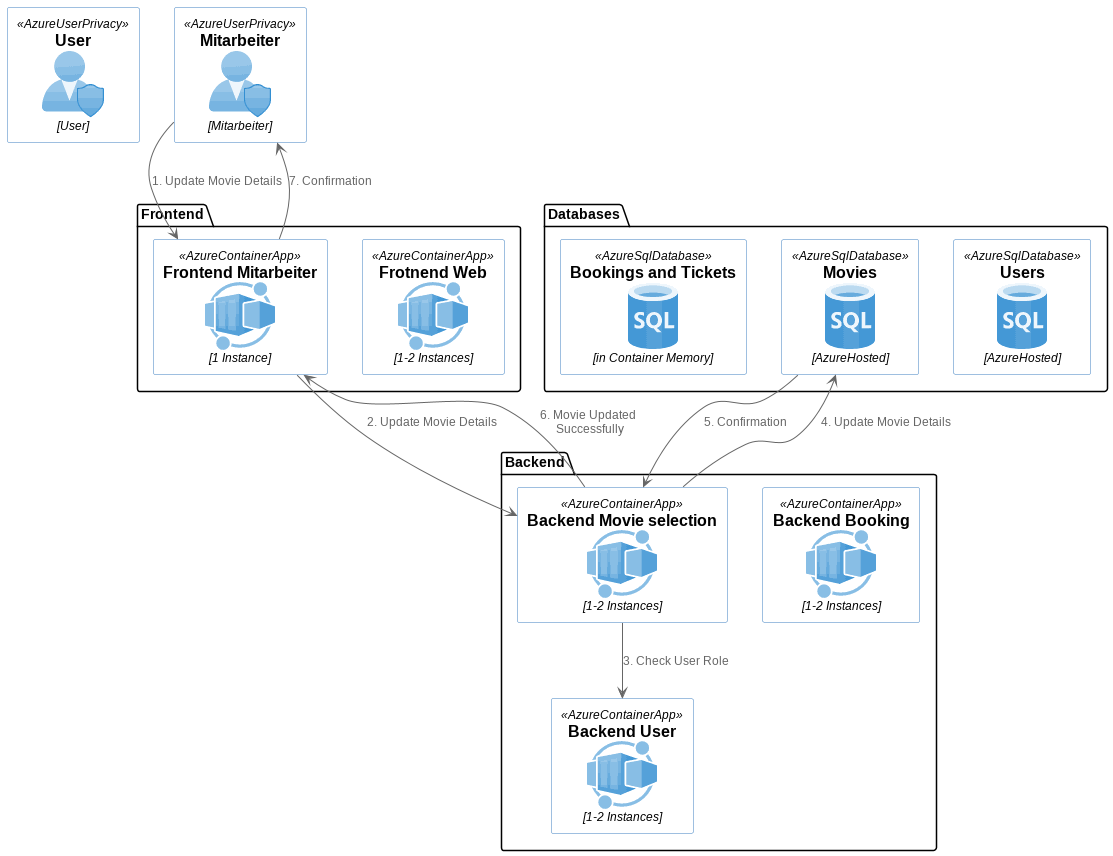 «AzureUserPrivacy»
User
[User]
«AzureUserPrivacy»
Mitarbeiter
[Mitarbeiter]
1. Update Movie Details
7. Confirmation
Frontend
«AzureContainerApp»
Frontend Mitarbeiter
[1 Instance]
«AzureContainerApp»
Frotnend Web
[1-2 Instances]
Databases
«AzureSqlDatabase»
Bookings and Tickets
SQL
[in Container Memory]
«AzureSqlDatabase»
Movies
SQL
[AzureHosted]
«AzureSqlDatabase»
Users
SQL
[AzureHosted]
2. Update Movie Details
6. Movie Updated
Successfully
5. Confirmation
4. Update Movie Details
Backend
«AzureContainerApp»
Backend Movie selection
[1-2 Instances]
«AzureContainerApp»
Backend Booking
[1-2 Instances]
3. Check User Role
«AzureContainerApp»
Backend User
[1-2 Instances]